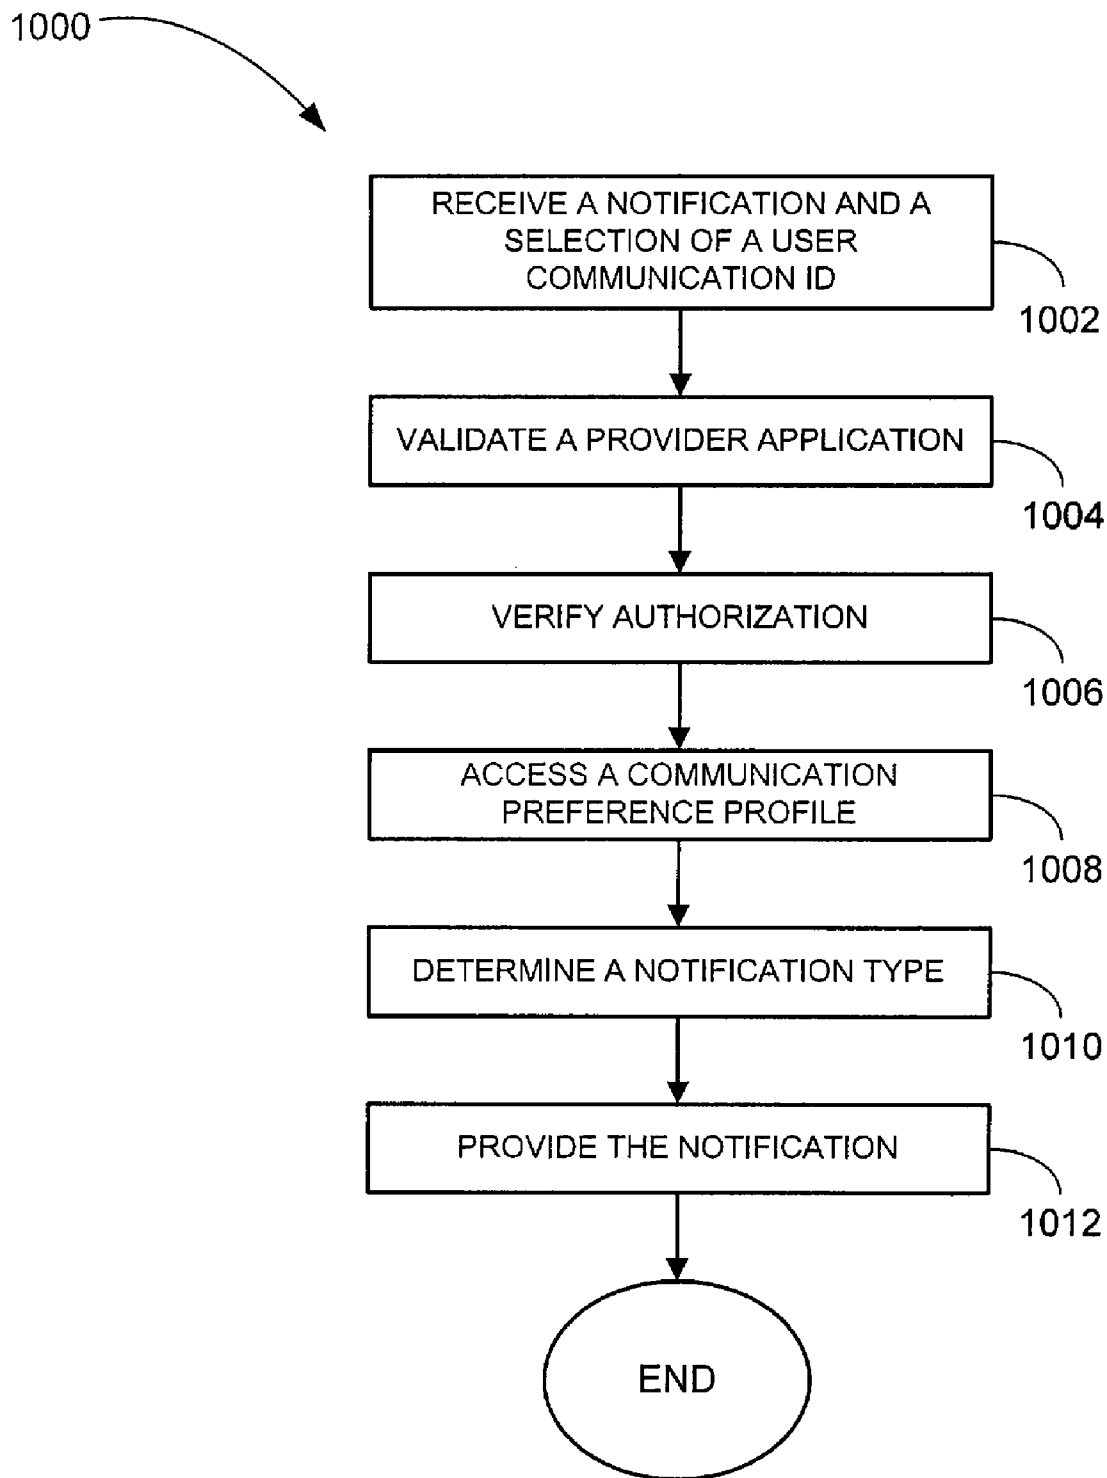 1000
RECEIVE A NOTIFICATION AND A
SELECTION OF A USER
COMMUNICATION ID
1002
VALIDATE A PROVIDER APPLICATION
1004
VERIFY AUTHORIZATION
1006
ACCESS A COMMUNICATION
PREFERENCE PROFILE
1008
DETERMINE A NOTIFICATION TYPE
1010
PROVIDE THE NOTIFICATION
1012
END